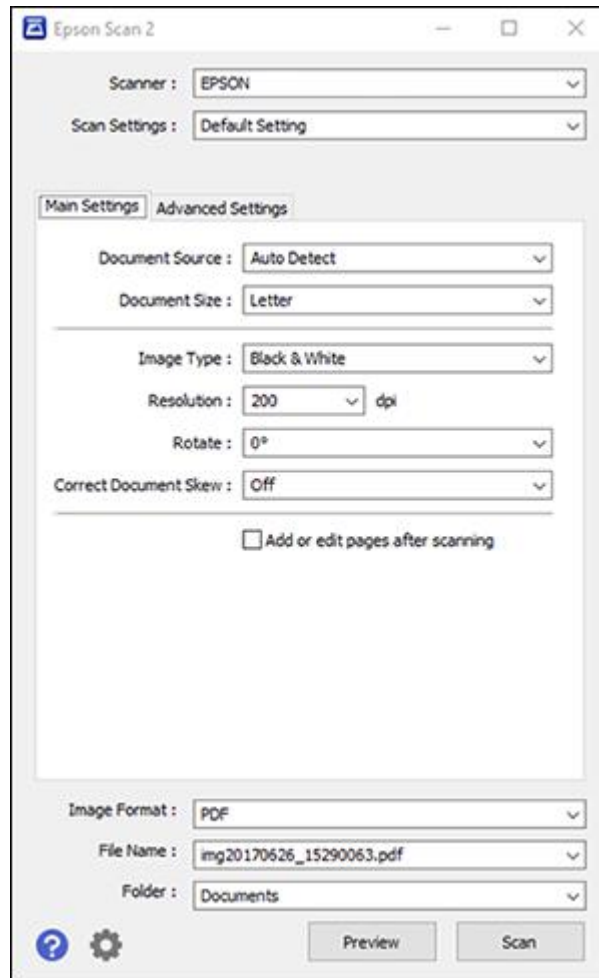 Epson Scan 2
Scanner : EPSON
Scan Settings : Default Setting
Main Settings Advanced Settings
Document Source : Auto Detect
Document Size : Letter
Image Type : Black & White
Resolution : 200 dpi
Rotate : 0°
Correct Document Skew : Off
Add or edit pages after scanning
Image Format : PDF
File Name : img20170626_15290063.pdf
Folder : Documents
? Preview Scan